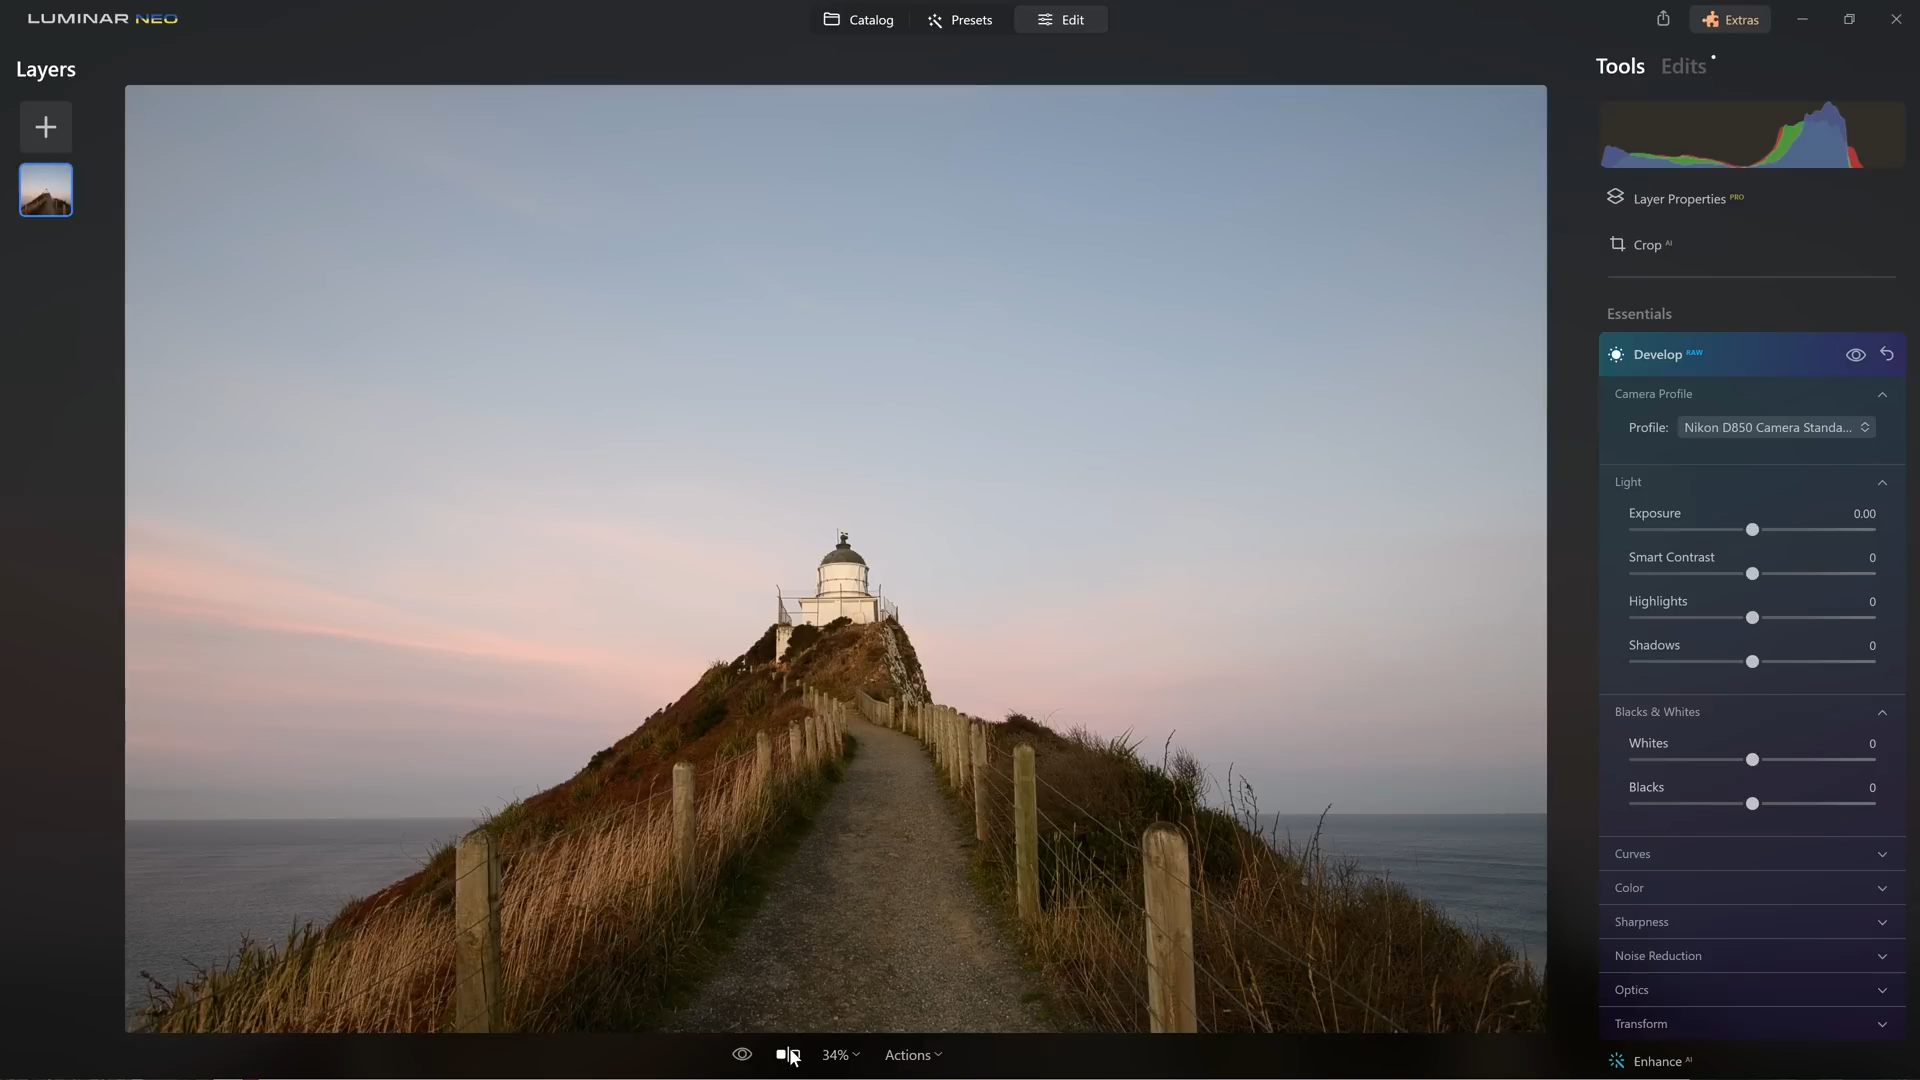 LUMINAR NEO
Catalog
Presets
Edit
Extras
Layers
Tools
Edits
Layer Properties PRO
Crop AI
Essentials
Develop RAW
Camera Profile
Profile: Nikon D850 Camera Standa...
Light
Exposure 0.00
Smart Contrast 0
Highlights 0
Shadows 0
Blacks & Whites
Whites 0
Blacks 0
Curves
Color
Sharpness
Noise Reduction
Optics
Transform
Enhance AI
34%
Actions